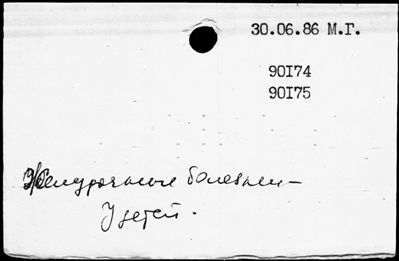 30.06.86 М.Г.
90I74
90I75
Желудочные болезни –
У детей.